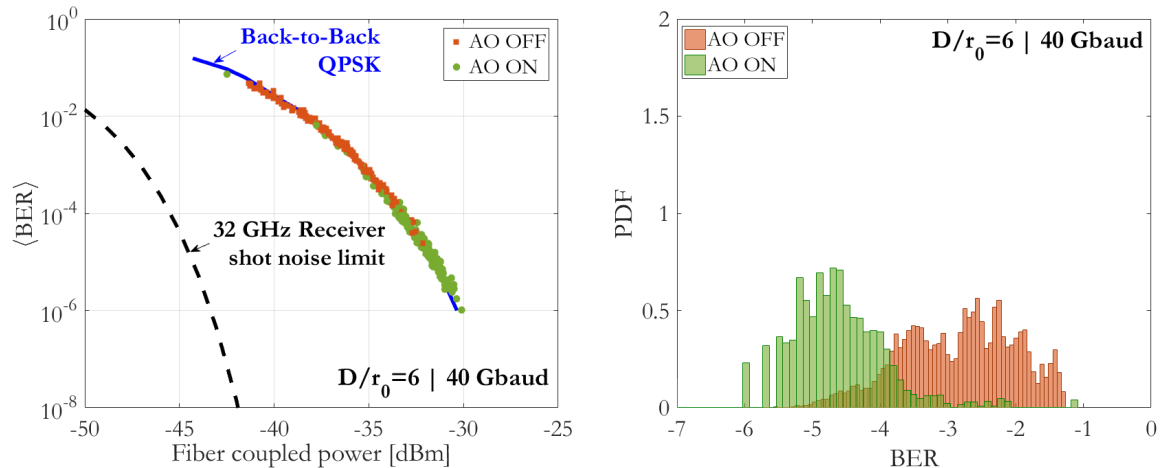 10^0
10^-2
10^-4
10^-6
10^-8
⟨BER⟩
Back-to-Back
QPSK
AO OFF
AO ON
32 GHz Receiver
shot noise limit
D/r_0=6 | 40 Gbaud
-50
-45
-40
-35
-30
-25
Fiber coupled power [dBm]
2
1.5
1
0.5
0
PDF
AO OFF
AO ON
D/r_0=6 | 40 Gbaud
-7
-6
-5
-4
-3
-2
-1
0
BER